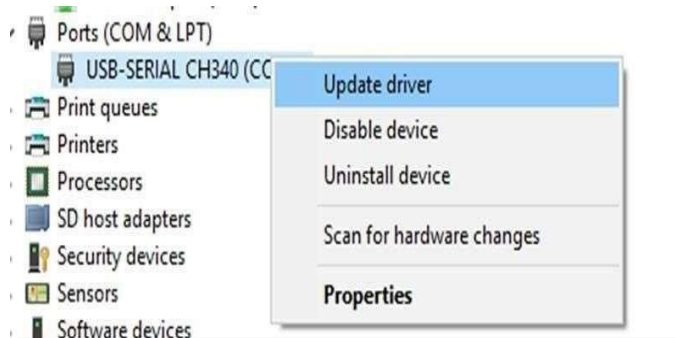 Ports (COM & LPT)
USB-SERIAL CH340 (CC
Print queues
Printers
Processors
SD host adapters
Security devices
Sensors
Software devices
Update driver
Disable device
Uninstall device
Scan for hardware changes
Properties